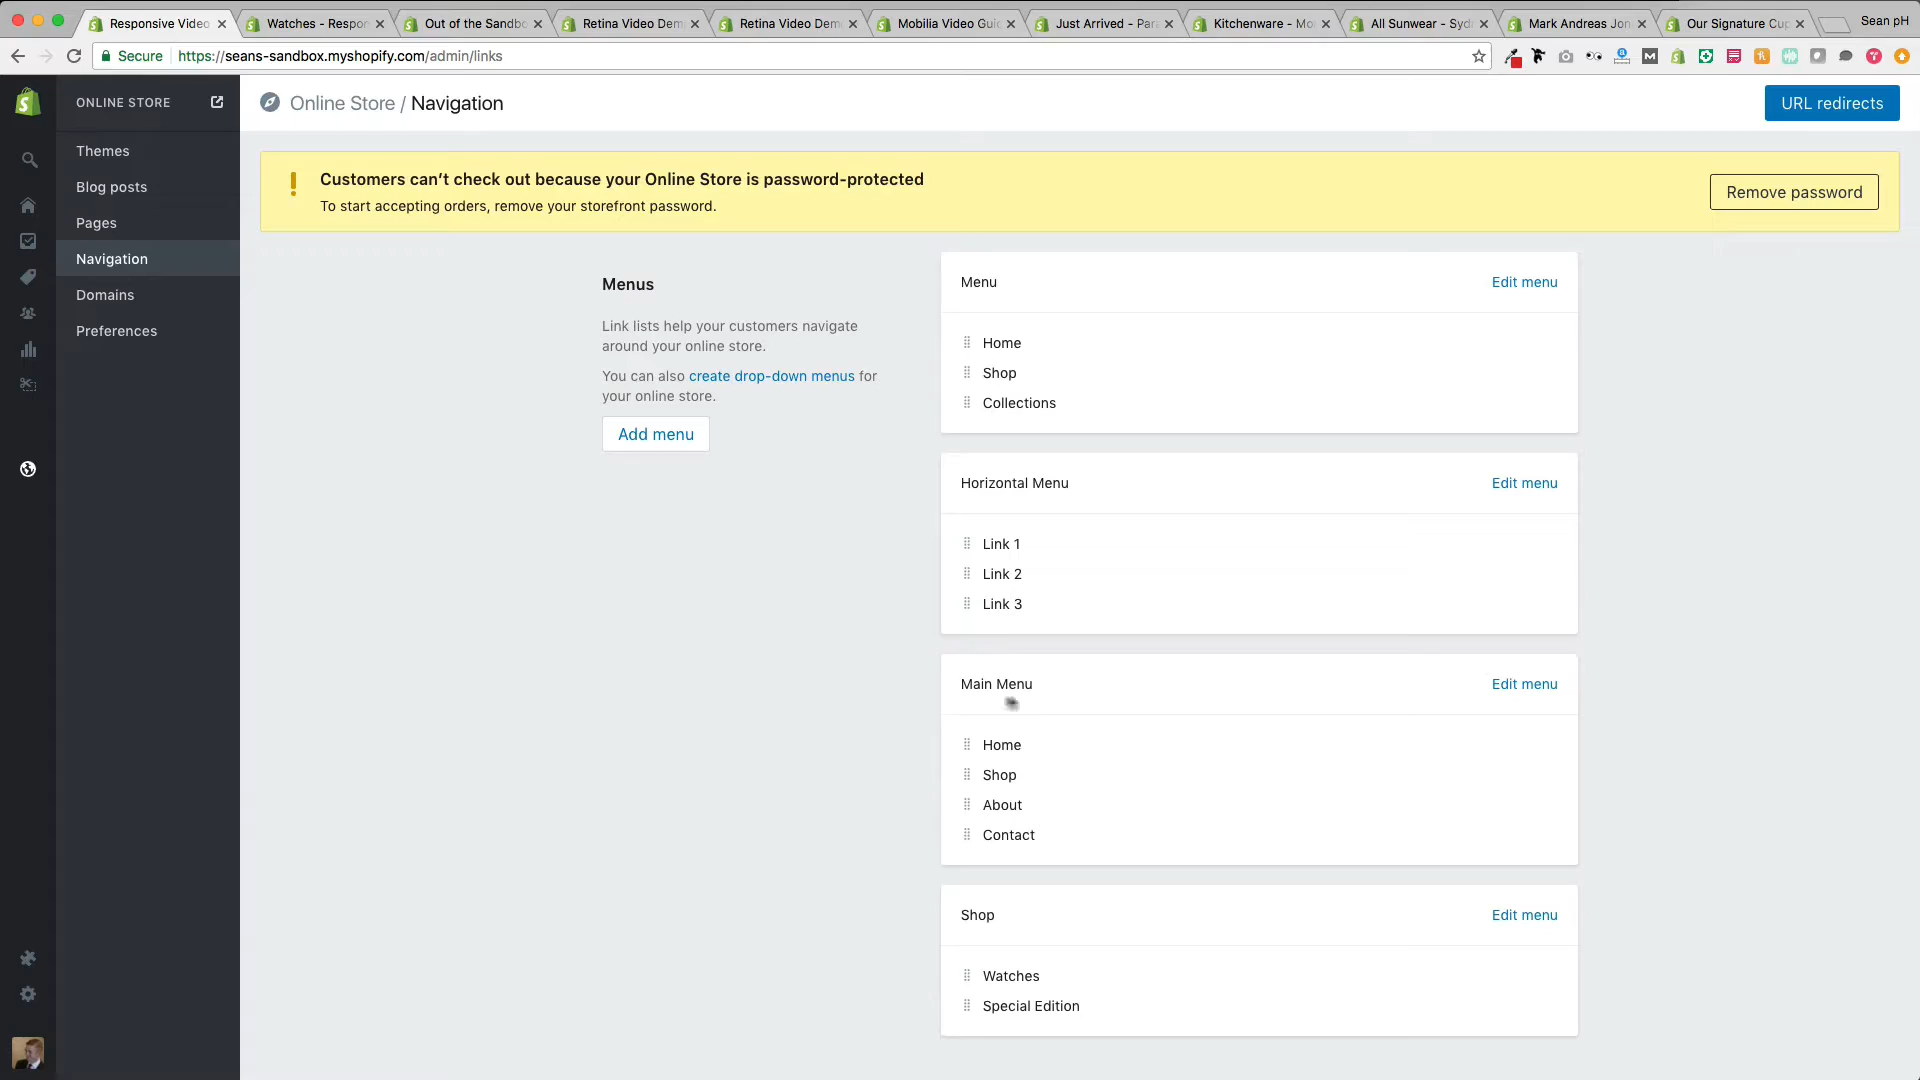 Responsive Video
Watches - Respon
Out of the Sandbo
Retina Video Dem
Retina Video Dem
Mobilia Video Guid
Just Arrived - Par
Kitchenware - Mo
All Sunwear - Syd
Mark Andreas Jon
Our Signature Cup
Sean pH
Secure
https://seans-sandbox.myshopify.com/admin/links
ONLINE STORE
Online Store / Navigation
URL redirects
Themes
Blog posts
Pages
Navigation
Domains
Preferences
Customers can’t check out because your Online Store is password-protected
To start accepting orders, remove your storefront password.
Remove password
Menus
Link lists help your customers navigate
around your online store.
You can also create drop-down menus for
your online store.
Add menu
Menu
Edit menu
Home
Shop
Collections
Horizontal Menu
Edit menu
Link 1
Link 2
Link 3
Main Menu
Edit menu
Home
Shop
About
Contact
Shop
Edit menu
Watches
Special Edition